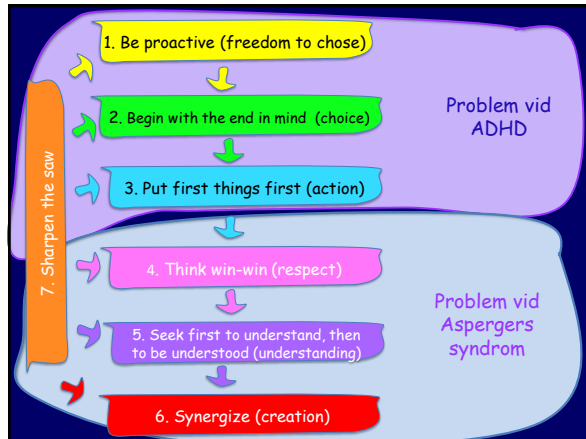 1. Be proactive (freedom to chose)
2. Begin with the end in mind (choice)
3. Put first things first (action)
4. Think win-win (respect)
5. Seek first to understand, then
to be understood (understanding)
6. Synergize (creation)
7. Sharpen the saw
Problem vid
ADHD
Problem vid
Aspergers
syndrom